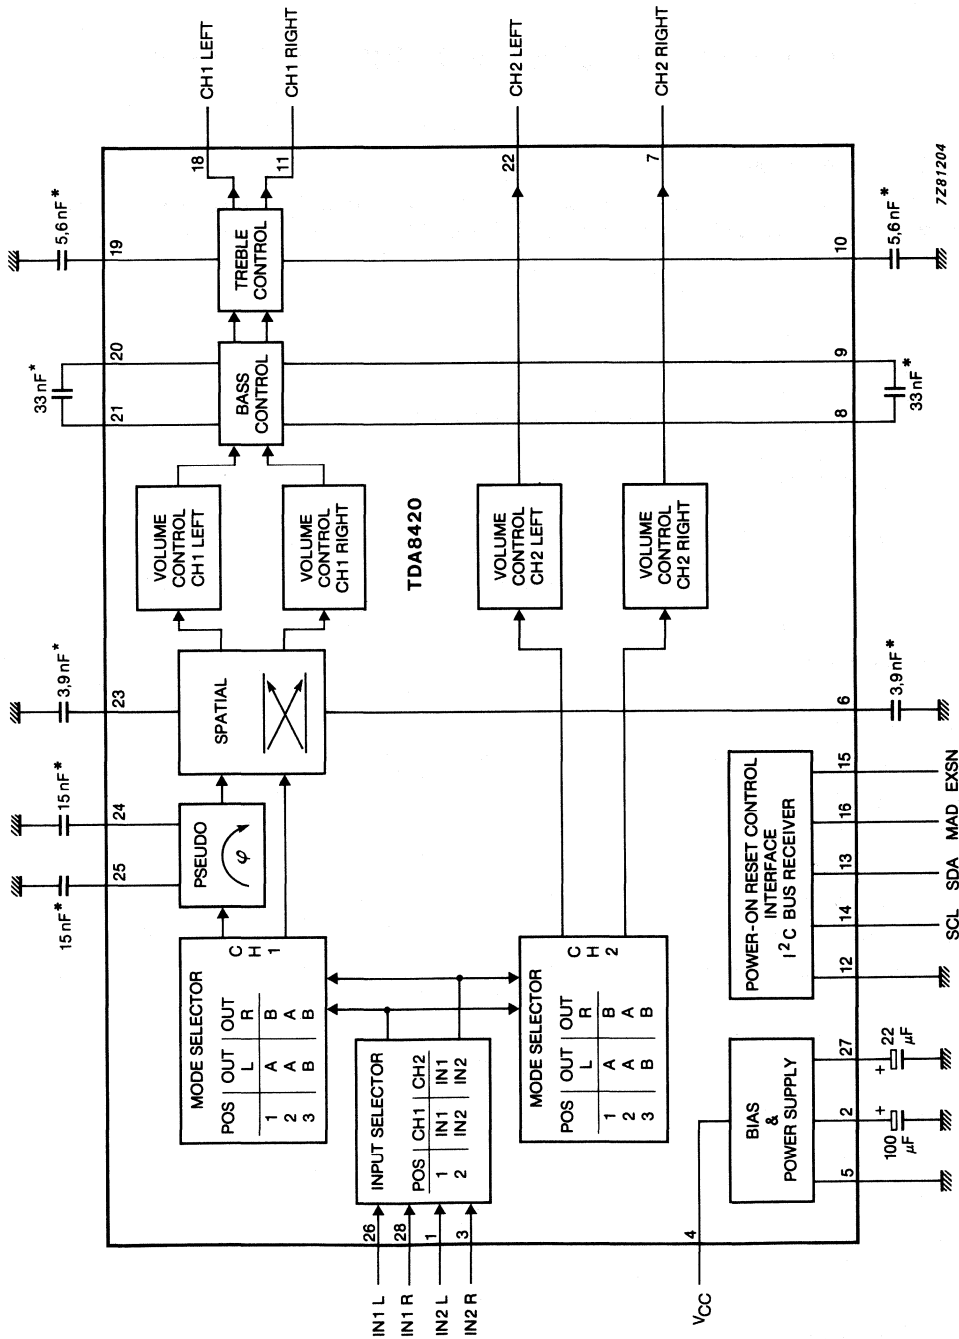 33 nF*
21
20
5,6 nF*
19
18
CH1 LEFT
11
CH1 RIGHT
15 nF*
25
15 nF*
24
3,9 nF*
23
MODE SELECTOR
POS OUT OUT
L R
1 A B
2 A A
3 B B
C
H
1
PSEUDO
φ
SPATIAL
VOLUME
CONTROL
CH1 LEFT
VOLUME
CONTROL
CH1 RIGHT
BASS
CONTROL
TREBLE
CONTROL
TDA8420
IN1 L
26
IN1 R
28
IN2 L
1
IN2 R
3
INPUT SELECTOR
POS CH1 CH2
1 IN1 IN1
2 IN2 IN2
MODE SELECTOR
POS OUT OUT
L R
1 A B
2 A A
3 B B
C
H
2
VOLUME
CONTROL
CH2 LEFT
VOLUME
CONTROL
CH2 RIGHT
22
CH2 LEFT
7
CH2 RIGHT
VCC
4
BIAS
&
POWER SUPPLY
POWER-ON RESET CONTROL
INTERFACE
I²C BUS RECEIVER
5
2
27
12
14
13
16
15
6
8
9
10
+
100
µF
+
22
µF
SCL
SDA
MAD
EXSN
3,9 nF*
33 nF*
5,6 nF*
7Z81204